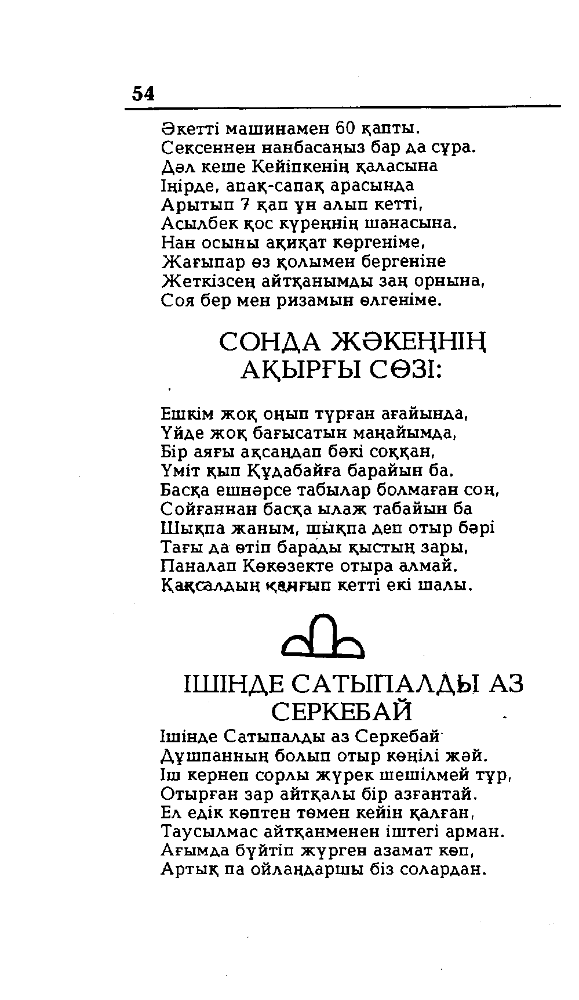 54
Әкетті машинамен 60 қапты.
Сексеннен нанбасаңыз бар да сұра.
Дәл кеше Кейіпкенің қаласына
Іңірде, апақ-сапақ арасында
Арытып 7 қап ұн алып кетті,
Асылбек қос күреңнің шанасына.
Нан осыны ақиқат көргеніме,
Жағыпар өз қолымен бергеніне
Жеткізсең айтқанымды заң орнына,
Соя бер мен ризамын өлгеніме.
СОНДА ЖӘКЕҢНІҢ
АҚЫРҒЫ СӨЗІ:
Ешкім жоқ оңып түрған ағайында,
Үйде жоқ бағысатын маңайымда,
Бір аяғы ақсаңдап бәкі соққан,
Үміт қып Құдабайға барайын ба.
Басқа ешнәрсе табылар болмаған соң,
Сойғаннан басқа ылаж табайын ба
Шықпа жаным, шықпа деп отыр бәрі
Тағы да өтіп барады қыстың зары,
Паналап Көкөзекте отыра алмай.
Қақсалдың қаңғып кетті екі шалы.
ІШІНДЕ САТЫПАЛДЫ АЗ
СЕРКЕБАЙ
Ішінде Сатыпалды аз Серкебай
Дұшпанның болып отыр көңілі жәй.
Іш кернеп сорлы жүрек шешілмей тұр,
Отырған зар айтқалы бір азғантай.
Ел едік көптен төмен кейін қалған,
Таусылмас айтқанменен іштегі арман.
Ағымда бүйтіп жүрген азамат көп,
Артық па ойлаңдаршы біз солардан.